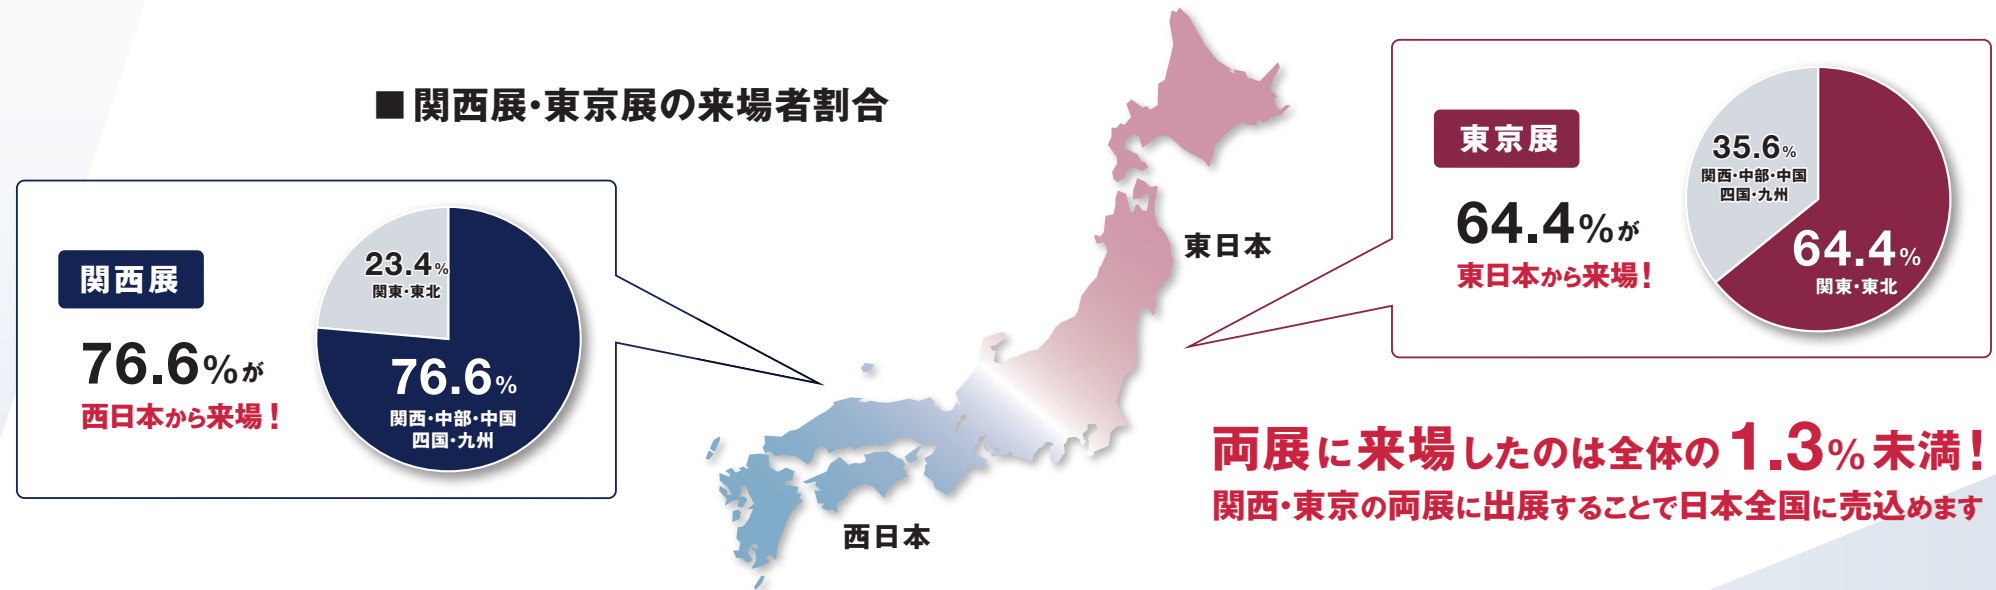 ■関西展・東京展の来場者割合
関西展
76.6%が
西日本から来場！
23.4%
関東・東北
76.6%
関西・中部・中国
四国・九州
東日本
西日本
東京展
64.4%が
東日本から来場！
35.6%
関西・中部・中国
四国・九州
64.4%
関東・東北
両展に来場したのは全体の1.3%未満！
関西・東京の両展に出展することで日本全国に売込めます